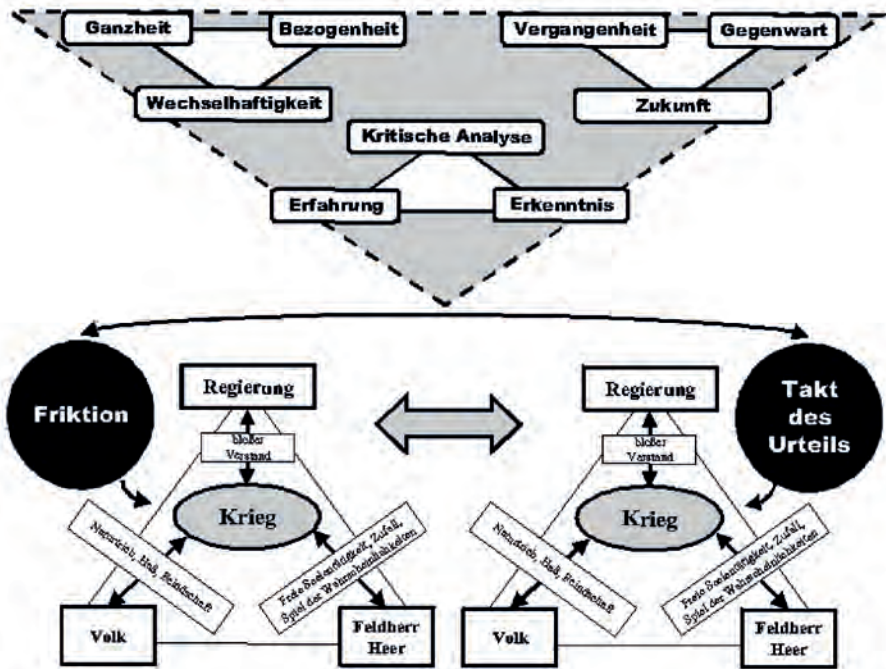 Ganzheit
Bezogenheit
Vergangenheit
Gegenwart
Wechselhaftigkeit
Zukunft
Kritische Analyse
Erfahrung
Erkenntnis
Friktion
Regierung
bloßer
Verstand
Krieg
Naturtrieb, Haß, Feindschaft
Freie Seelentätigkeit, Zufall,
Spiel der Wahrscheinlichkeiten
Volk
Feldherr
Heer
Regierung
bloßer
Verstand
Krieg
Naturtrieb, Haß, Feindschaft
Freie Seelentätigkeit, Zufall,
Spiel der Wahrscheinlichkeiten
Volk
Feldherr
Heer
Takt
des
Urteils